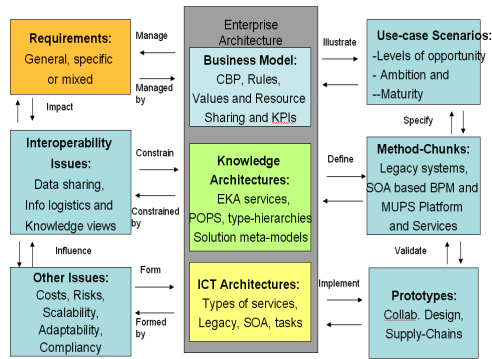 Enterprise
Architecture
Requirements:
General, specific
or mixed
Manage
Managed
by
Business Model:
CBP, Rules,
Values and Resource
Sharing and KPIs
Illustrate
Use-case Scenarios:
-Levels of opportunity
- Ambition and
--Maturity
Impact
Specify
Interoperability
Issues:
Data sharing,
Info logistics and
Knowledge views
Constrain
Constrained
by
Knowledge
Architectures:
EKA services,
POPS, type-hierarchies
Solution meta-models
Define
Method-Chunks:
Legacy systems,
SOA based BPM and
MUPS Platform
and Services
Influence
Validate
Other Issues:
Costs, Risks,
Scalability,
Adaptability,
Compliancy
Form
Formed
by
ICT Architectures:
Types of services,
Legacy, SOA, tasks
Implement
Prototypes:
Collab. Design,
Supply-Chains